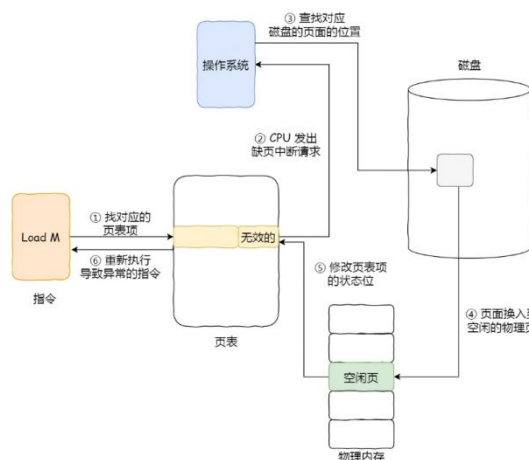 ③ 查找对应
磁盘的页面的位置
操作系统
磁盘
② CPU 发出
缺页中断请求
① 找对应的
页表项
Load M
无效的
⑥ 重新执行
导致异常的指令
指令
⑤ 修改页表项
的状态位
页表
④ 页面换入到
空闲的物理页
空闲页
物理内存